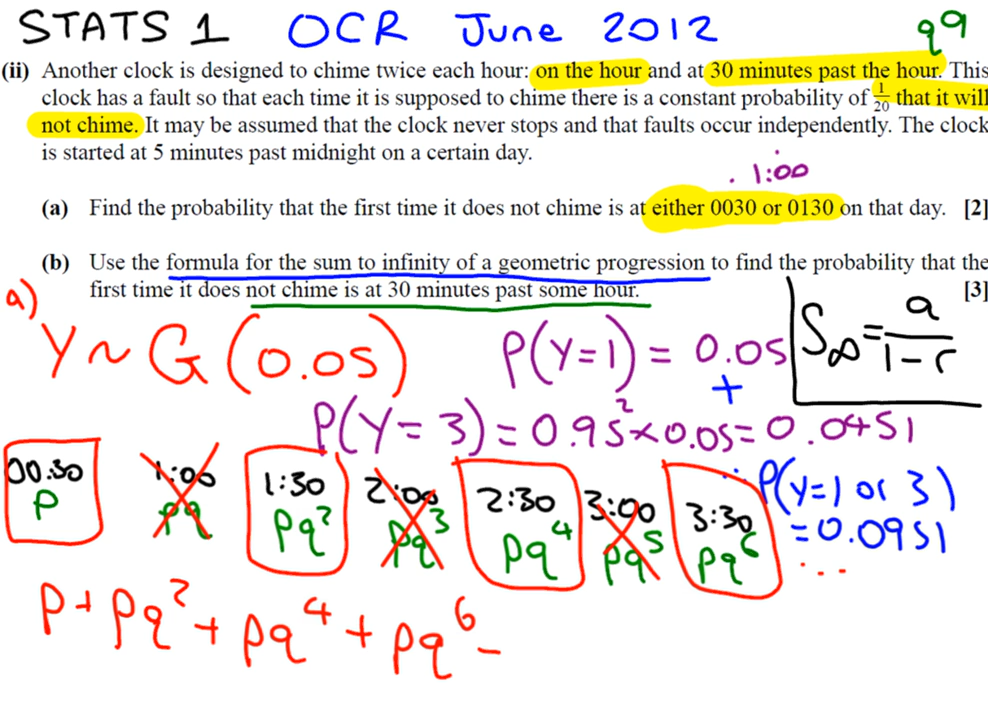 STATS 1 OCR June 2012 q9
(ii) Another clock is designed to chime twice each hour: on the hour and at 30 minutes past the hour. This
clock has a fault so that each time it is supposed to chime there is a constant probability of 1/20 that it will
not chime. It may be assumed that the clock never stops and that faults occur independently. The clock
is started at 5 minutes past midnight on a certain day.
1:00
(a) Find the probability that the first time it does not chime is at either 0030 or 0130 on that day. [2]
(b) Use the formula for the sum to infinity of a geometric progression to find the probability that the
first time it does not chime is at 30 minutes past some hour. [3]
a)
Y ~ G (0.05) P(Y=1) = 0.05 S∞ = a/(1-r)
+
P(Y = 3) = 0.95² × 0.05 = 0.0451
00:30 1:00 1:30 2:00 2:30 3:00 3:30 ∴ P(Y=1 or 3)
p pq pq² pq³ pq⁴ pq⁵ pq⁶ = 0.0951
...
p + pq² + pq⁴ + pq⁶ -